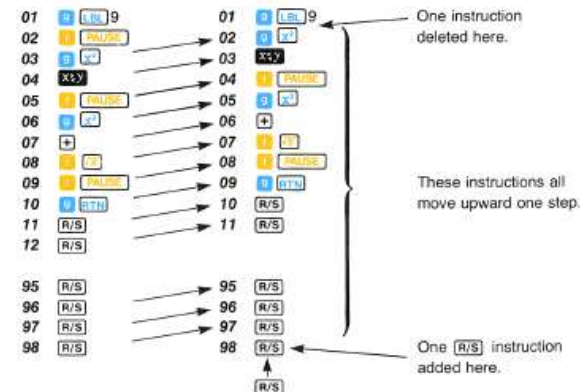 01 g LBL 9 01 g LBL 9 One instruction
02 f PAUSE 02 g x² deleted here.
03 g x² 03 x⇄y
04 x⇄y 04 f PAUSE
05 f PAUSE 05 g x²
06 g x² 06 +
07 + 07 f √x
08 f √x 08 f PAUSE
09 f PAUSE 09 g RTN These instructions all
10 g RTN 10 R/S move upward one step.
11 R/S 11 R/S
12 R/S
95 R/S 95 R/S
96 R/S 96 R/S
97 R/S 97 R/S
98 R/S 98 R/S One R/S instruction
added here.
R/S